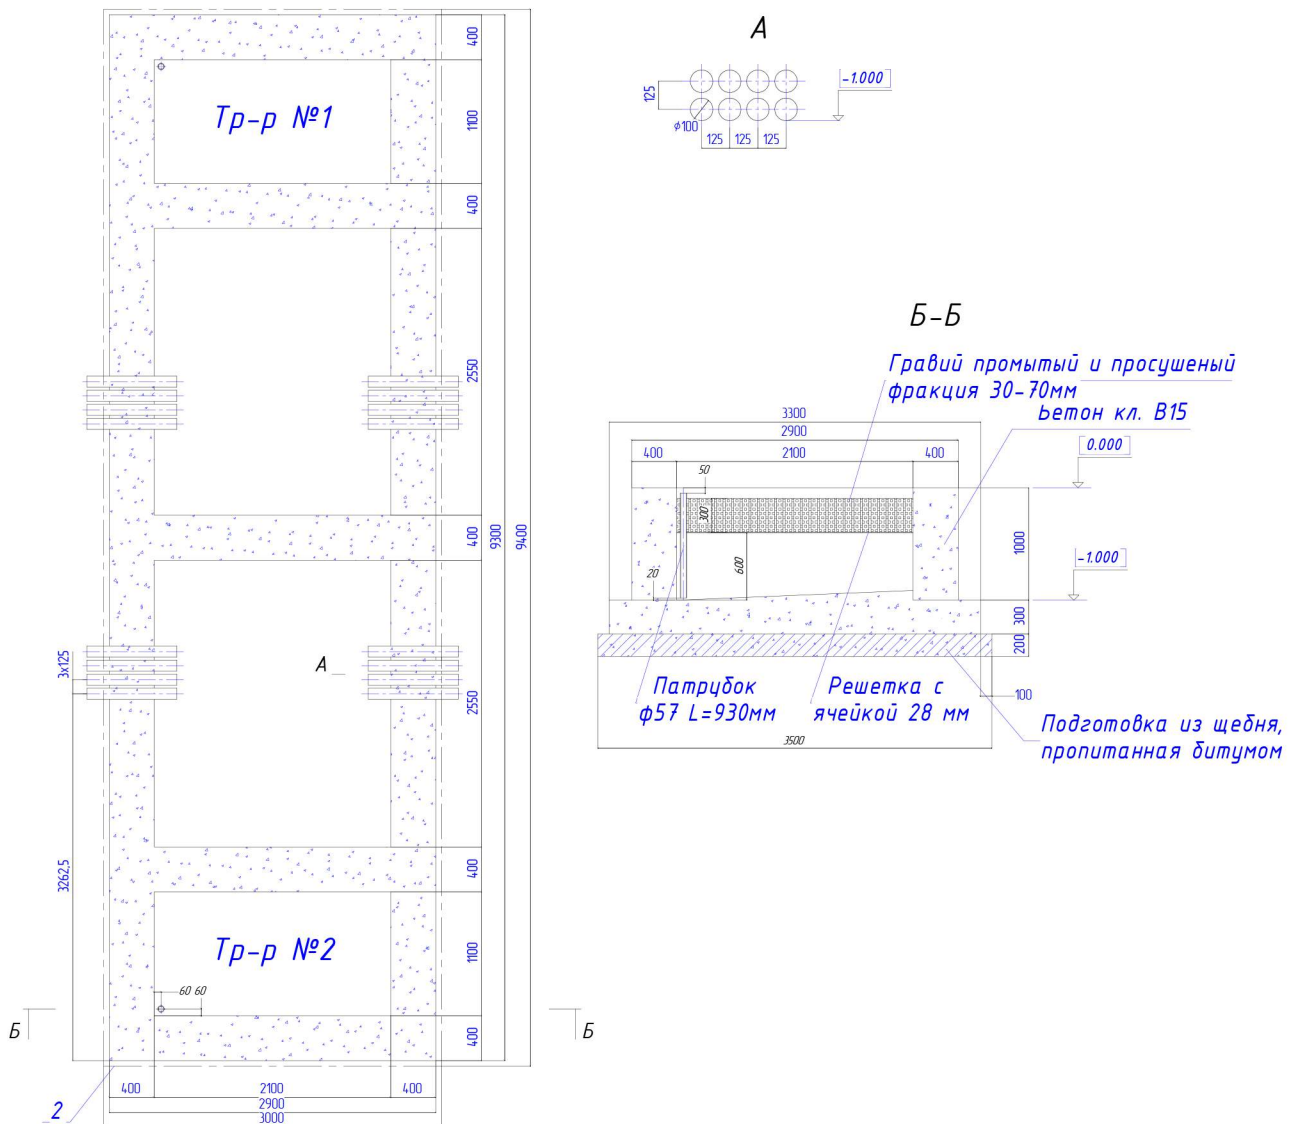 400
Тр-р №1
1100
400
2550
400
9300
9400
3х125
А
2550
3262,5
400
Тр-р №2
1100
60 60
Б
Б
400
400
2100
400
2900
3000
2
А
125
ф100
125
125
125
-1.000
Б-Б
Гравий промытый и просушеный
фракция 30-70мм
Бетон кл. В15
3300
2900
400
2100
400
0.000
50
300
600
20
1000
-1.000
300
200
100
Патрубок
ф57 L=930мм
Решетка с
ячейкой 28 мм
3500
Подготовка из щебня,
пропитанная битумом